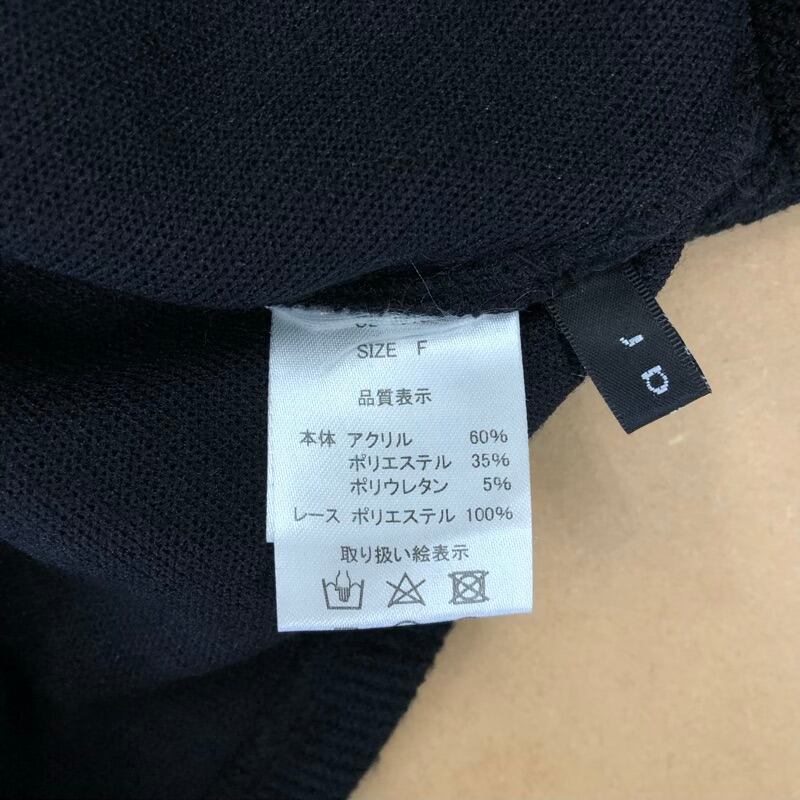 SIZE F
品質表示
本体 アクリル 60%
ポリエステル 35%
ポリウレタン 5%
レース ポリエステル 100%
取り扱い絵表示